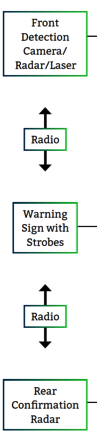 Front
Detection
Camera/
Radar/Laser
Radio
Warning
Sign with
Strobes
Radio
Rear
Confirmation
Radar